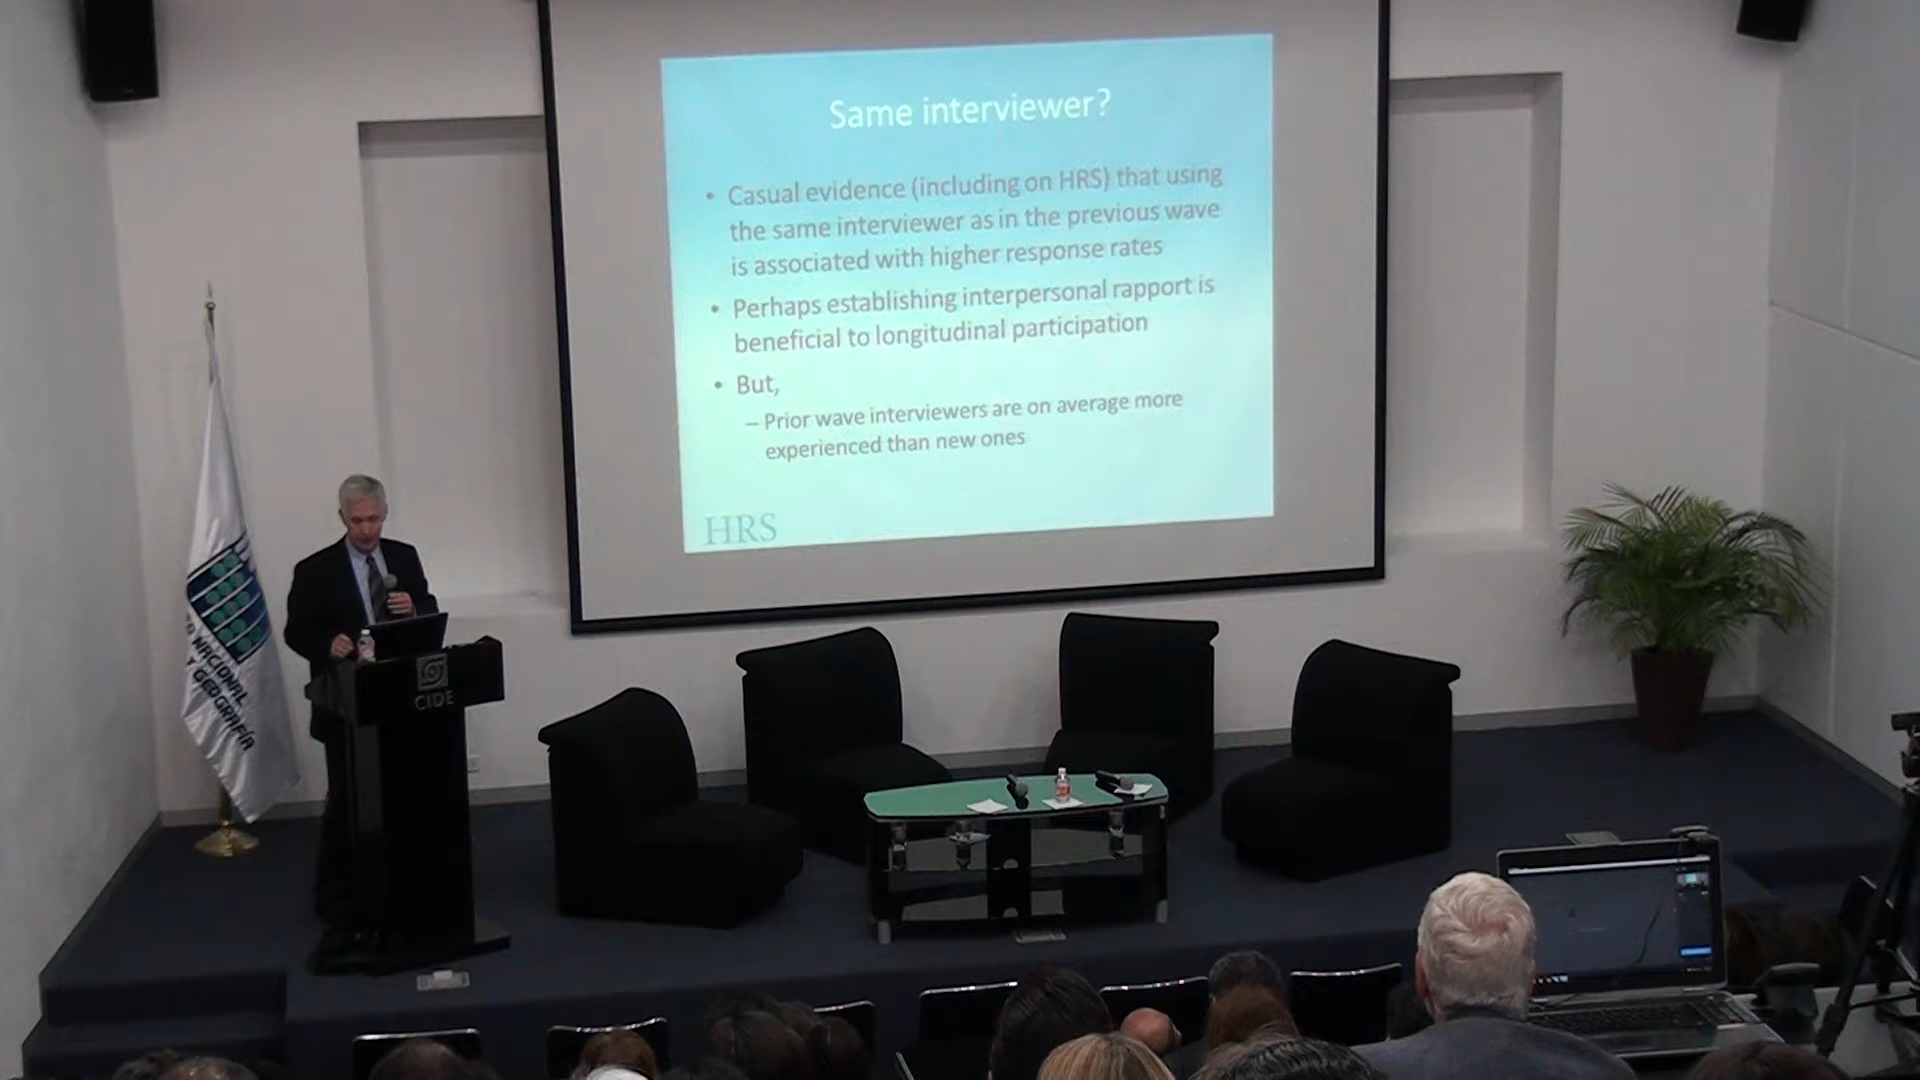 Same interviewer?
• Casual evidence (including on HRS) that using
the same interviewer as in the previous wave
is associated with higher response rates
• Perhaps establishing interpersonal rapport is
beneficial to longitudinal participation
• But,
– Prior wave interviewers are on average more
experienced than new ones
HRS
CIDE
NACIONAL
Y GEOGRAFÍA